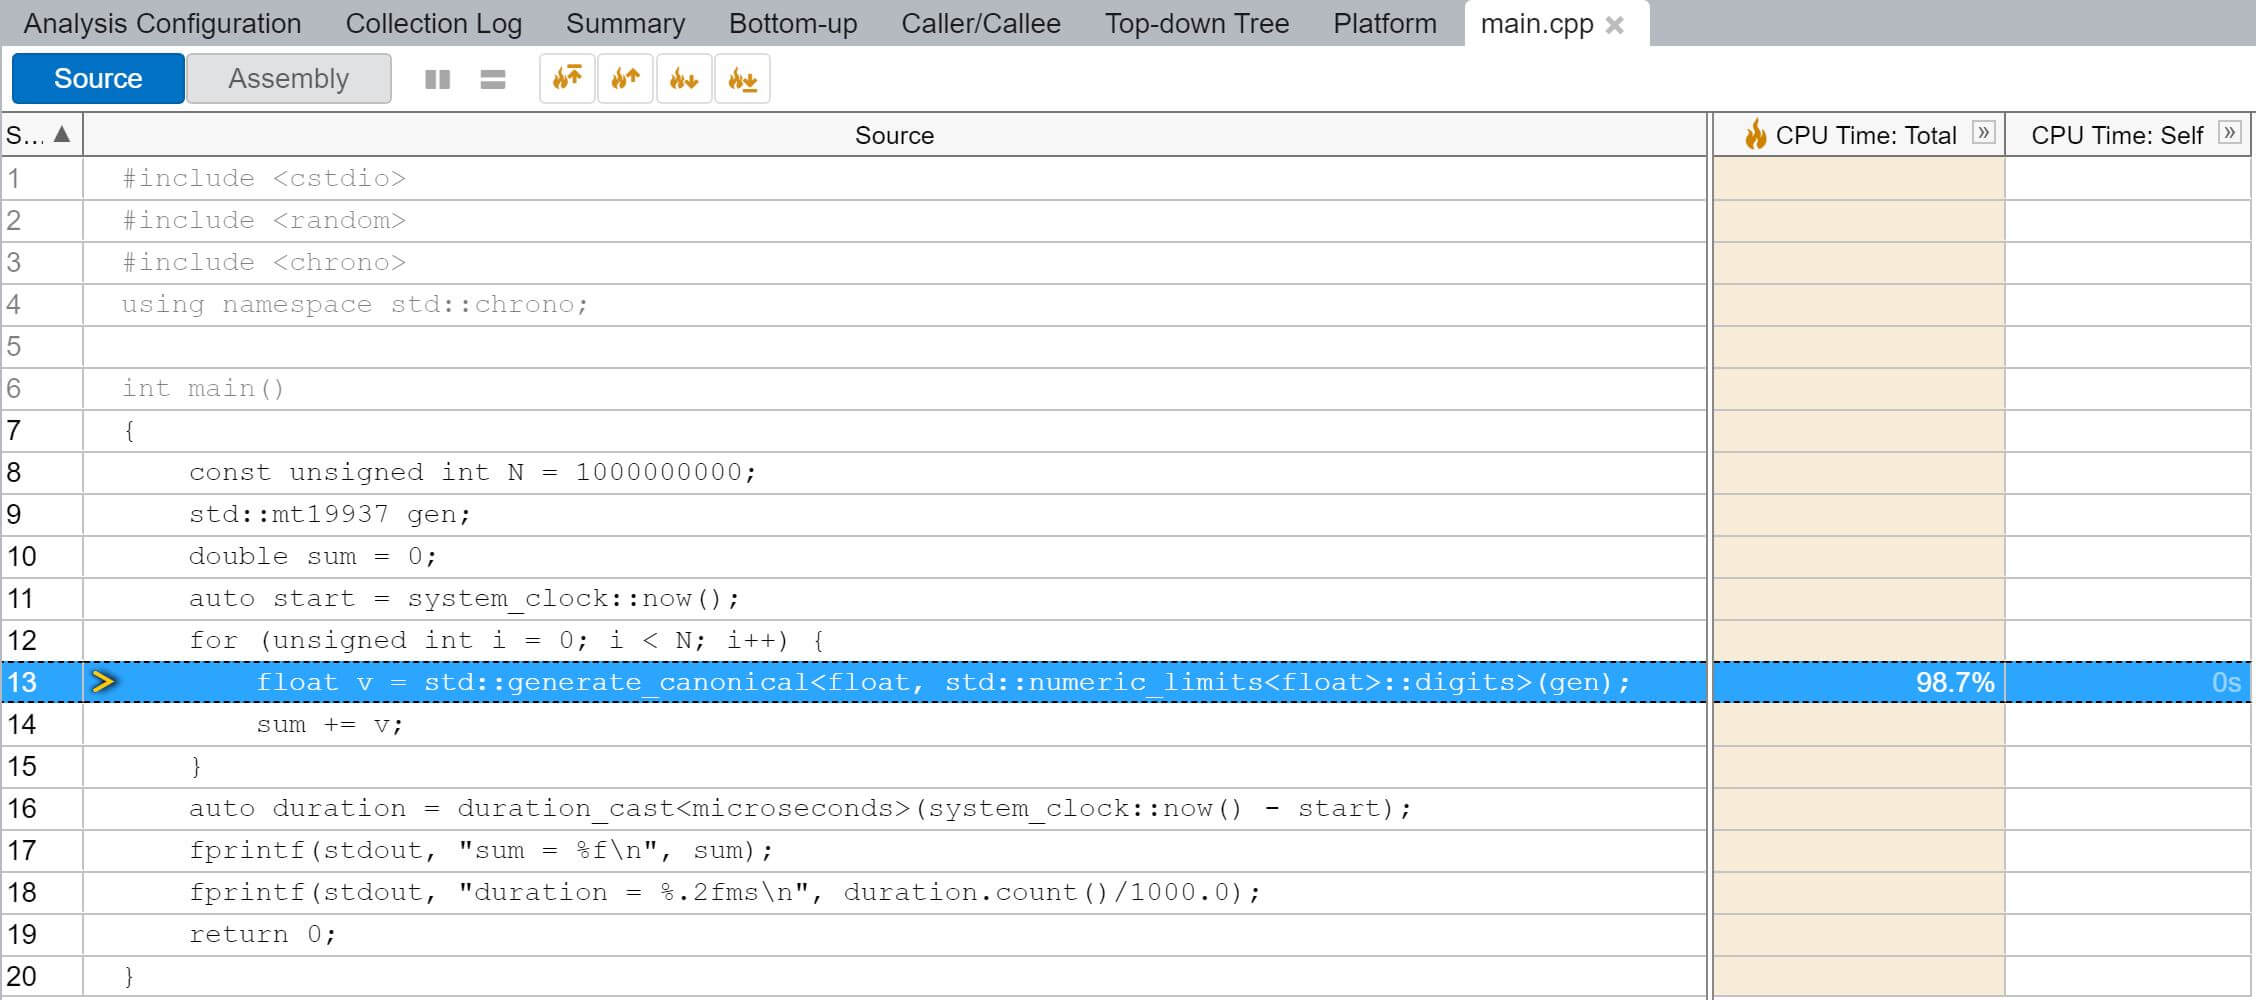 Analysis Configuration Collection Log Summary Bottom-up Caller/Callee Top-down Tree Platform main.cpp
Source Assembly
S... Source CPU Time: Total CPU Time: Self
1 #include <cstdio>
2 #include <random>
3 #include <chrono>
4 using namespace std::chrono;
5
6 int main()
7 {
8 const unsigned int N = 1000000000;
9 std::mt19937 gen;
10 double sum = 0;
11 auto start = system_clock::now();
12 for (unsigned int i = 0; i < N; i++) {
13 float v = std::generate_canonical<float, std::numeric_limits<float>::digits>(gen); 98.7% 0s
14 sum += v;
15 }
16 auto duration = duration_cast<microseconds>(system_clock::now() - start);
17 fprintf(stdout, "sum = %f\n", sum);
18 fprintf(stdout, "duration = %.2fms\n", duration.count()/1000.0);
19 return 0;
20 }